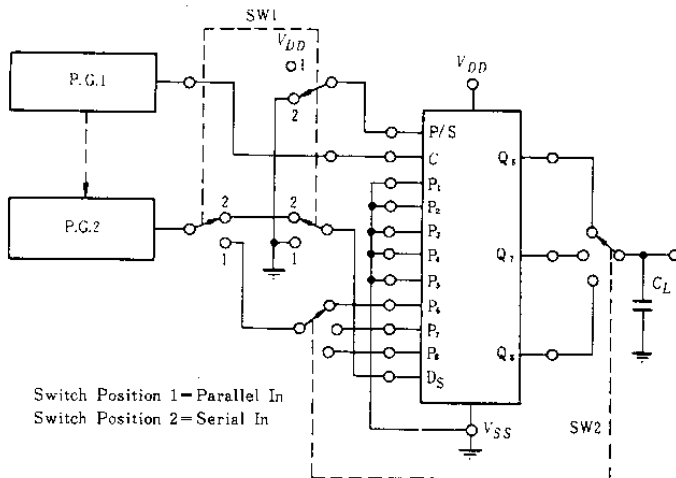 SW1
V_DD
1
P.G.1
2
V_DD
P/S
C
Q₆
P₁
P₂
2
2
P₃
P.G.2
P₄
Q₇
1
1
P₅
C_L
P₆
P₇
P₈
Q₈
D_S
Switch Position 1=Parallel In
Switch Position 2=Serial In
V_SS
SW2